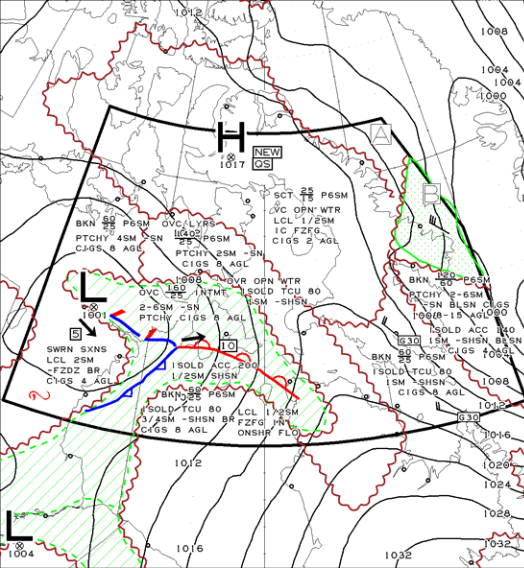 1012
1008
1004
1004
1000
A
H
NEW
QS
1017
B
SCT 25 P6SM
VC OPN WTR
LCL 1/2SM
IC FZFG
CIGS 2 AGL
BKN 60/25 P6SM
PTCHY 4SM -SN
CIGS 8 AGL
OVC LYRS
140/25 P6SM
PTCHY 2SM -SN
CIGS 8 AGL
1008
OVR OPN WTR
ISOLD TCU 80
-SHSN
L
1001
OVC 160/25 INTMT
2-6SM -SN
PTCHY CIGS 8 AGL
BKN 120/60 P6SM
PTCHY 2-6SM
-SN BLSN CIGS
8-15 AGL
ISOLD ACC 140
1SM -SHSN BLSN
CIGS 4 AGL
1000
1008
1004
5
SWRN SXNS
LCL 2SM
-FZDZ BR
CIGS 4 AGL
10
ISOLD ACC 200
1/2SM SHSN
G30
BKN 60 P6SM
ISOLD TCU 80
1SM -SHSN
CIGS 8 AGL
1008
BKN 60/25 P6SM
ISOLD TCU 80
3/4SM -SHSN BR
CIGS 8 AGL
LCL 1/2SM
FZFG IN
ONSHR FLO
1012
G30
1016
1012
1020
1024
1028
L
1004
1016
1032
1032